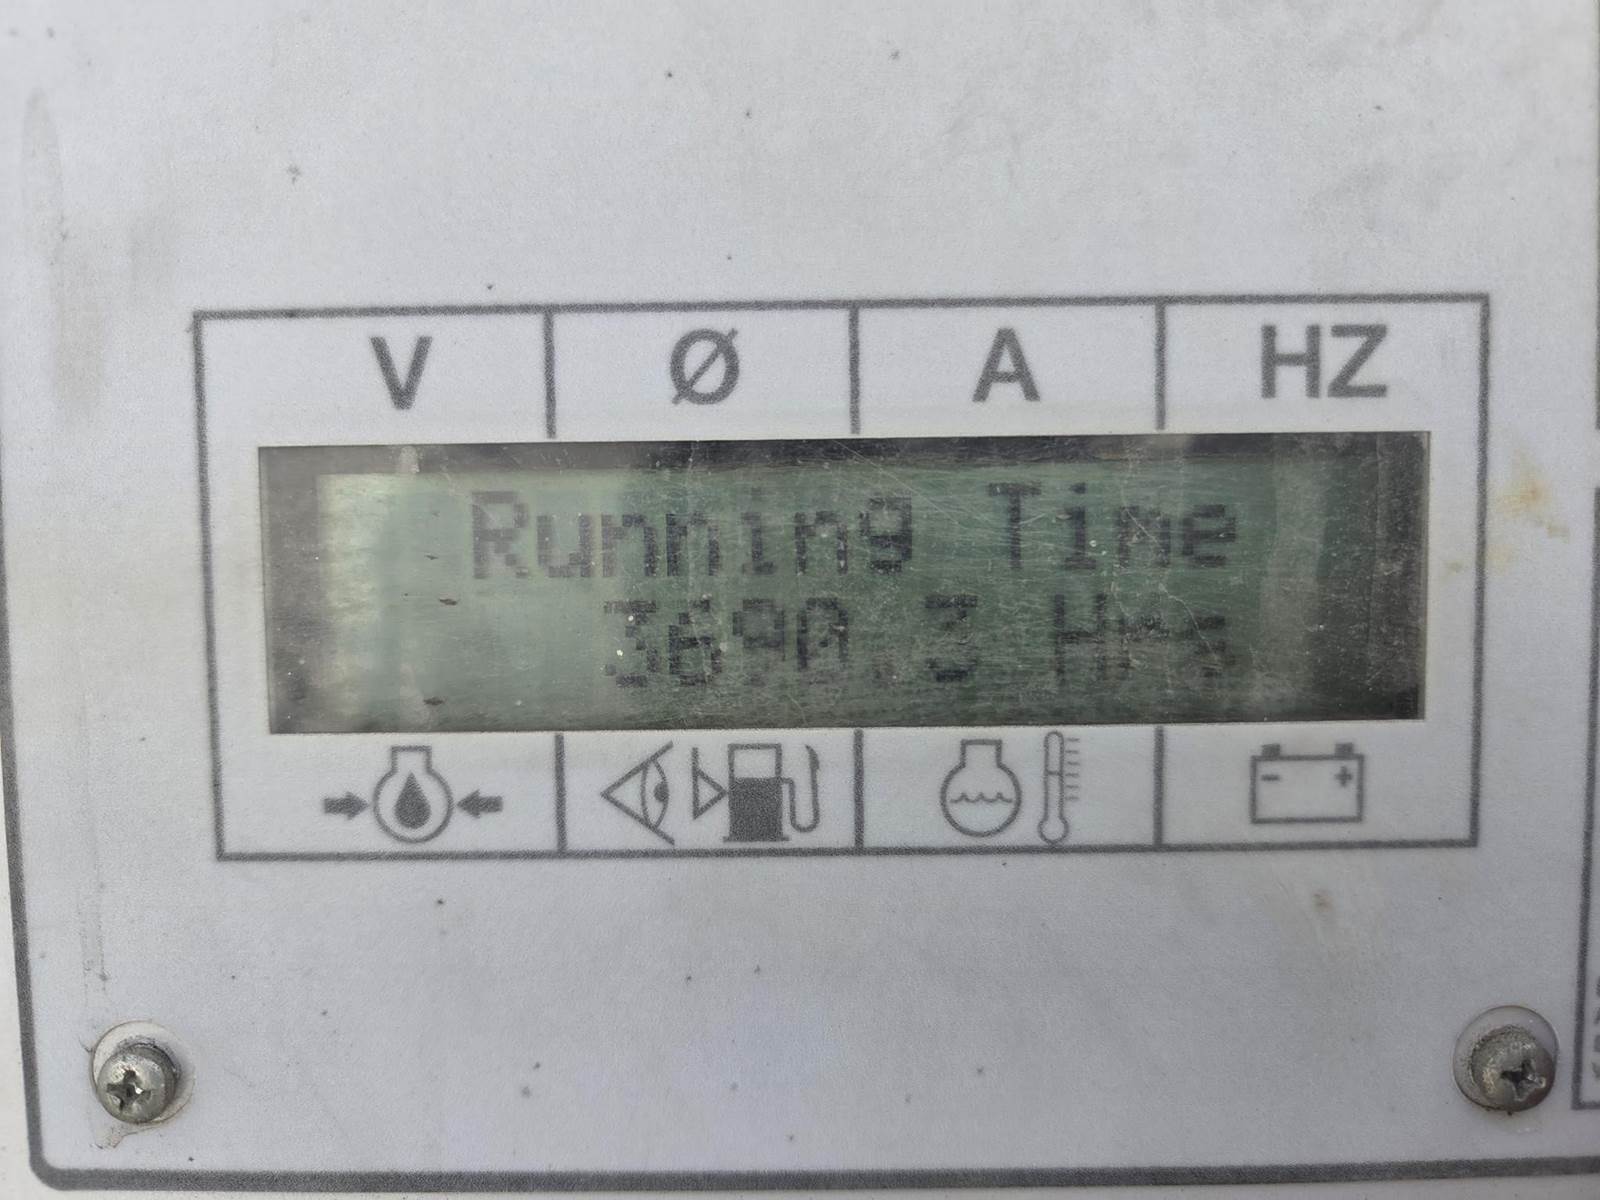 V Ø A HZ
Running Time
3690.3 Hrs
- +